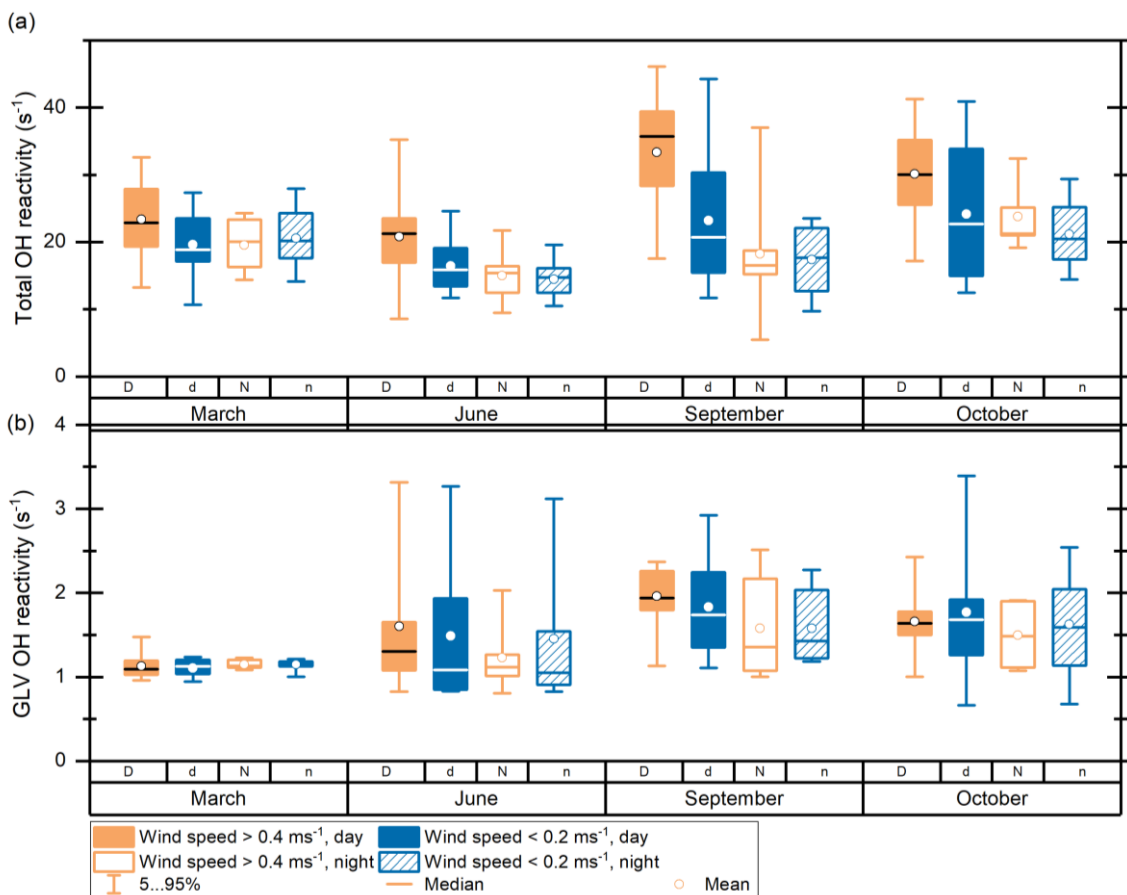 (a)
Total OH reactivity (s⁻¹)
40
20
0
D d N n D d N n D d N n D d N n
March June September October
(b)
GLV OH reactivity (s⁻¹)
4
3
2
1
0
D d N n D d N n D d N n D d N n
March June September October
Wind speed > 0.4 ms⁻¹, day Wind speed < 0.2 ms⁻¹, day
Wind speed > 0.4 ms⁻¹, night Wind speed < 0.2 ms⁻¹, night
5...95% Median Mean